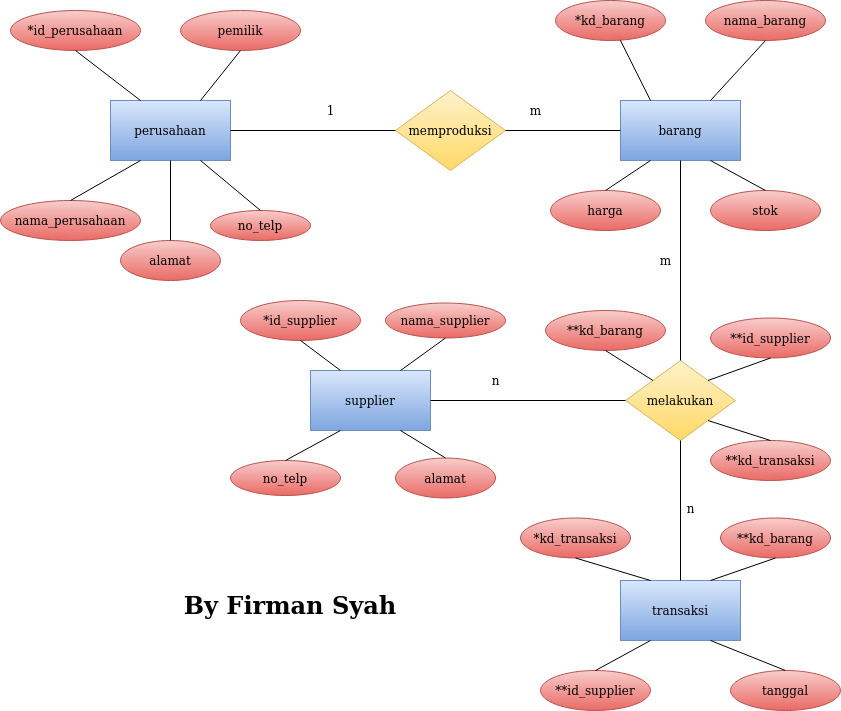 *id_perusahaan
pemilik
*kd_barang
nama_barang
perusahaan
1
memproduksi
m
barang
nama_perusahaan
alamat
no_telp
harga
stok
m
*id_supplier
nama_supplier
**kd_barang
**id_supplier
supplier
n
melakukan
no_telp
alamat
**kd_transaksi
n
*kd_transaksi
**kd_barang
By Firman Syah
transaksi
**id_supplier
tanggal